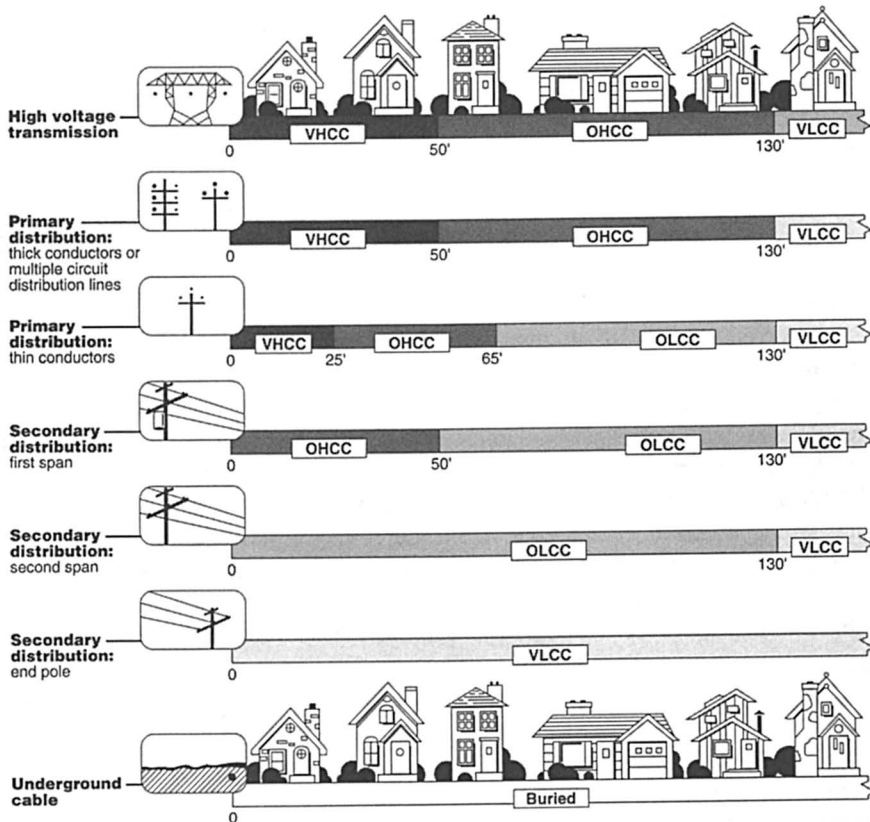 High voltage
transmission
VHCC
OHCC
VLCC
0
50'
130'
Primary
distribution:
thick conductors or
multiple circuit
distribution lines
VHCC
OHCC
VLCC
0
50'
130'
Primary
distribution:
thin conductors
VHCC
OHCC
OLCC
VLCC
0
25'
65'
130'
Secondary
distribution:
first span
OHCC
OLCC
VLCC
0
50'
130'
Secondary
distribution:
second span
OLCC
VLCC
0
130'
Secondary
distribution:
end pole
VLCC
0
Underground
cable
Buried
0